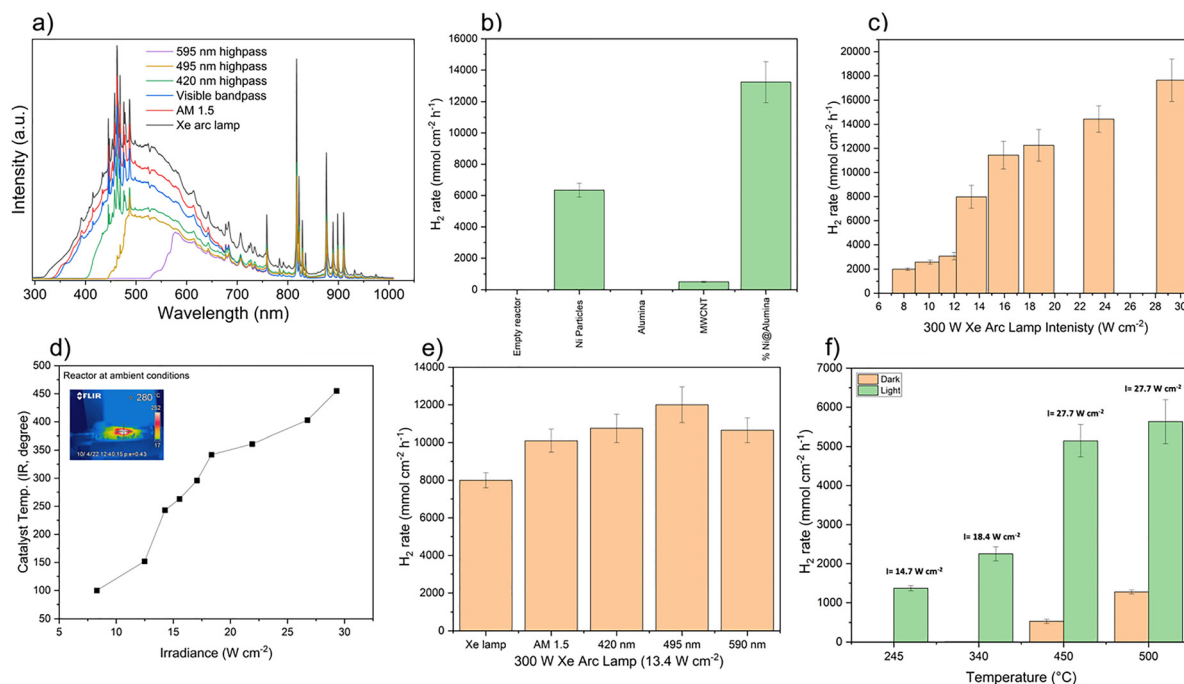 a)
595 nm highpass
495 nm highpass
420 nm highpass
Visible bandpass
AM 1.5
Xe arc lamp
Intensity (a.u.)
300 400 500 600 700 800 900 1000
Wavelength (nm)
b)
H2 rate (mmol cm-2 h-1)
16000
14000
12000
10000
8000
6000
4000
2000
0
Empty reactor
Ni Particles
Alumina
MWCNT
% Ni@Alumina
c)
H2 rate (mmol cm-2 h-1)
20000
18000
16000
14000
12000
10000
8000
6000
4000
2000
0
6 8 10 12 14 16 18 20 22 24 26 28 30
300 W Xe Arc Lamp Intenisty (W cm-2)
d)
Reactor at ambient conditions
FLIR
280
17
Catalyst Temp. (IR, degree)
500
450
400
350
300
250
200
150
100
50
5 10 15 20 25 30
Irradiance (W cm-2)
e)
H2 rate (mmol cm-2 h-1)
14000
12000
10000
8000
6000
4000
2000
0
Xe lamp AM 1.5 420 nm 495 nm 590 nm
300 W Xe Arc Lamp (13.4 W cm-2)
f)
Dark
Light
H2 rate (mmol cm-2 h-1)
7000
6000
5000
4000
3000
2000
1000
0
I= 14.7 W cm-2
I= 18.4 W cm-2
I= 27.7 W cm-2
I= 27.7 W cm-2
245 340 450 500
Temperature (°C)